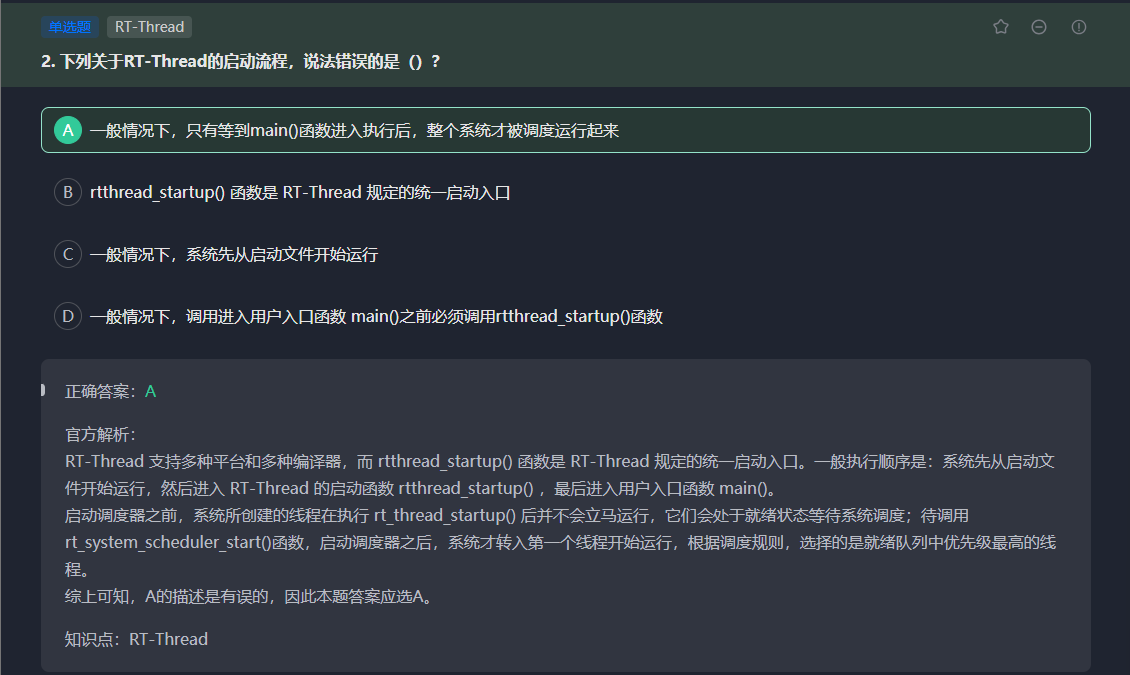 单选题 RT-Thread
2. 下列关于RT-Thread的启动流程，说法错误的是（）？
A 一般情况下，只有等到main()函数进入执行后，整个系统才被调度运行起来
B rtthread_startup() 函数是 RT-Thread 规定的统一启动入口
C 一般情况下，系统先从启动文件开始运行
D 一般情况下，调用进入用户入口函数 main()之前必须调用rtthread_startup()函数
正确答案：A
官方解析：
RT-Thread 支持多种平台和多种编译器，而 rtthread_startup() 函数是 RT-Thread 规定的统一启动入口。一般执行顺序是：系统先从启动文
件开始运行，然后进入 RT-Thread 的启动函数 rtthread_startup() ，最后进入用户入口函数 main()。
启动调度器之前，系统所创建的线程在执行 rt_thread_startup() 后并不会立马运行，它们会处于就绪状态等待系统调度；待调用
rt_system_scheduler_start()函数，启动调度器之后，系统才转入第一个线程开始运行，根据调度规则，选择的是就绪队列中优先级最高的线
程。
综上可知，A的描述是有误的，因此本题答案应选A。
知识点：RT-Thread